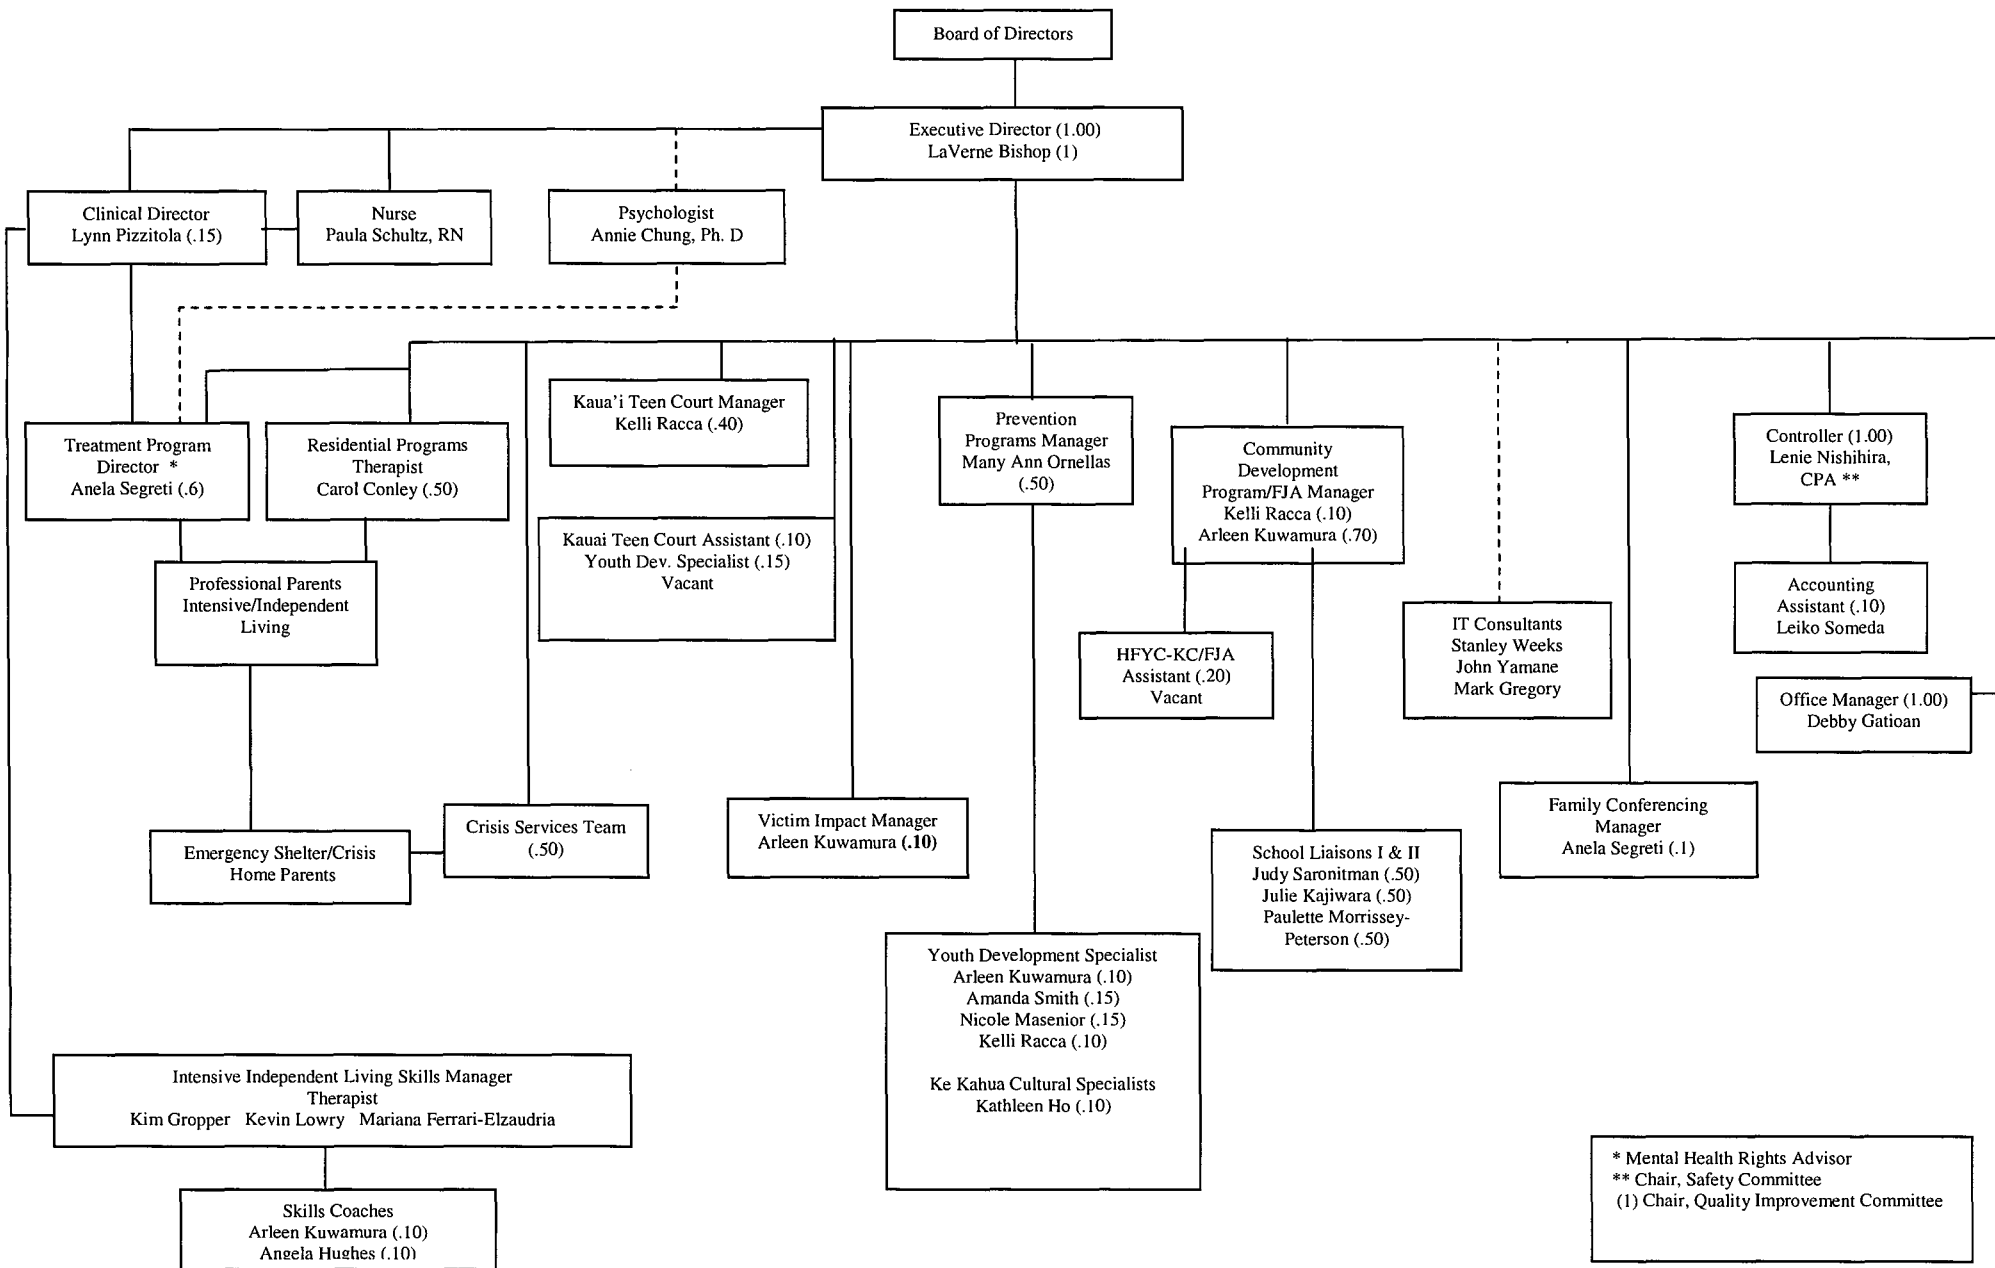 Board of Directors
Executive Director (1.00)
LaVerne Bishop (1)
Clinical Director
Lynn Pizzitola (.15)
Nurse
Paula Schultz, RN
Psychologist
Annie Chung, Ph. D
Treatment Program
Director *
Anela Segreti (.6)
Residential Programs
Therapist
Carol Conley (.50)
Kaua'i Teen Court Manager
Kelli Racca (.40)
Kauai Teen Court Assistant (.10)
Youth Dev. Specialist (.15)
Vacant
Prevention
Programs Manager
Many Ann Ornellas
(.50)
Community
Development
Program/FJA Manager
Kelli Racca (.10)
Arleen Kuwamura (.70)
Controller (1.00)
Lenie Nishihira,
CPA **
Professional Parents
Intensive/Independent
Living
HFYC-KC/FJA
Assistant (.20)
Vacant
IT Consultants
Stanley Weeks
John Yamane
Mark Gregory
Accounting
Assistant (.10)
Leiko Someda
Office Manager (1.00)
Debby Gatioan
Emergency Shelter/Crisis
Home Parents
Crisis Services Team
(.50)
Victim Impact Manager
Arleen Kuwamura (.10)
School Liaisons I & II
Judy Saronitman (.50)
Julie Kajiwara (.50)
Paulette Morrissey-
Peterson (.50)
Family Conferencing
Manager
Anela Segreti (.1)
Youth Development Specialist
Arleen Kuwamura (.10)
Amanda Smith (.15)
Nicole Masenior (.15)
Kelli Racca (.10)
Ke Kahua Cultural Specialists
Kathleen Ho (.10)
Intensive Independent Living Skills Manager
Therapist
Kim Gropper Kevin Lowry Mariana Ferrari-Elzaudria
Skills Coaches
Arleen Kuwamura (.10)
Angela Hughes (.10)
* Mental Health Rights Advisor
** Chair, Safety Committee
(1) Chair, Quality Improvement Committee